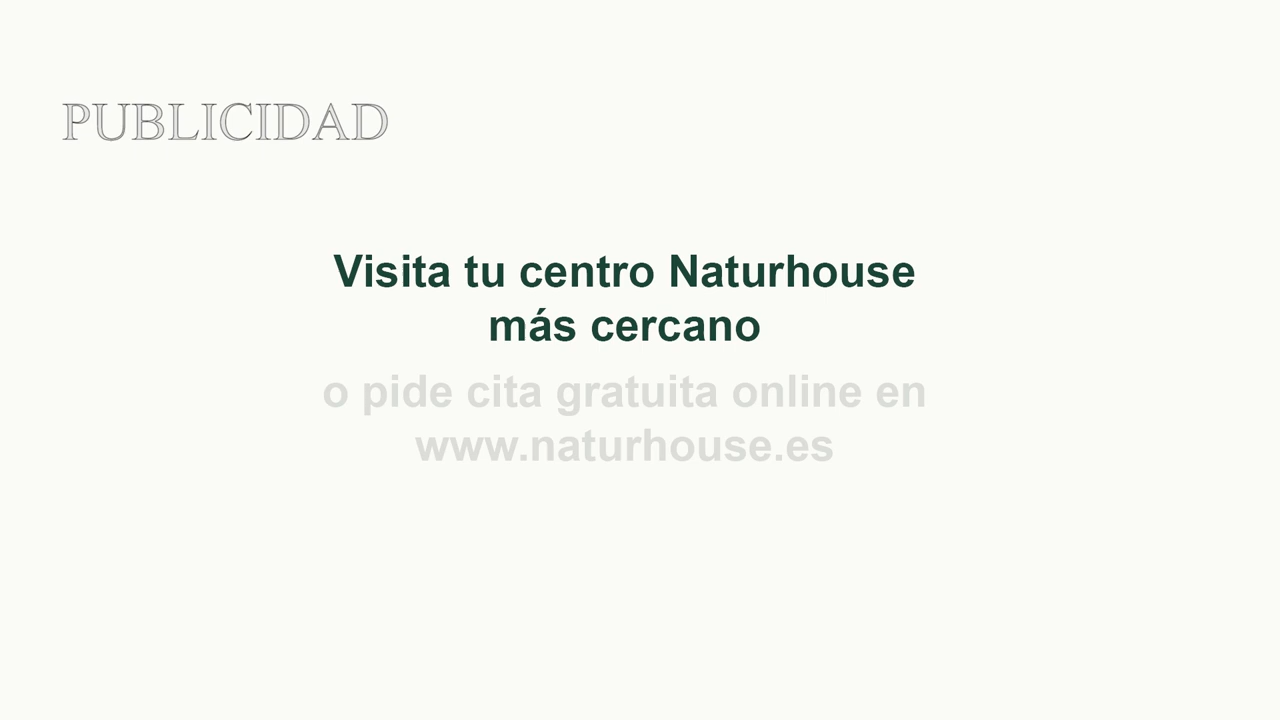 PUBLICIDAD
Visita tu centro Naturhouse
más cercano
o pide cita gratuita online en
www.naturhouse.es